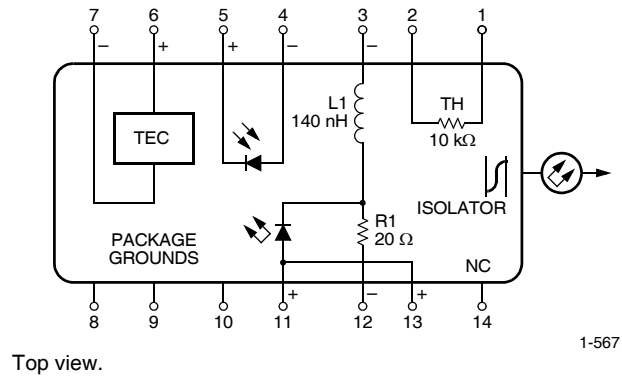 7 6 5 4 3 2 1
− + + − −
L1
140 nH
TH
10 kΩ
TEC
ISOLATOR
R1
20 Ω
PACKAGE
GROUNDS
NC
+ − +
8 9 10 11 12 13 14
1-567
Top view.